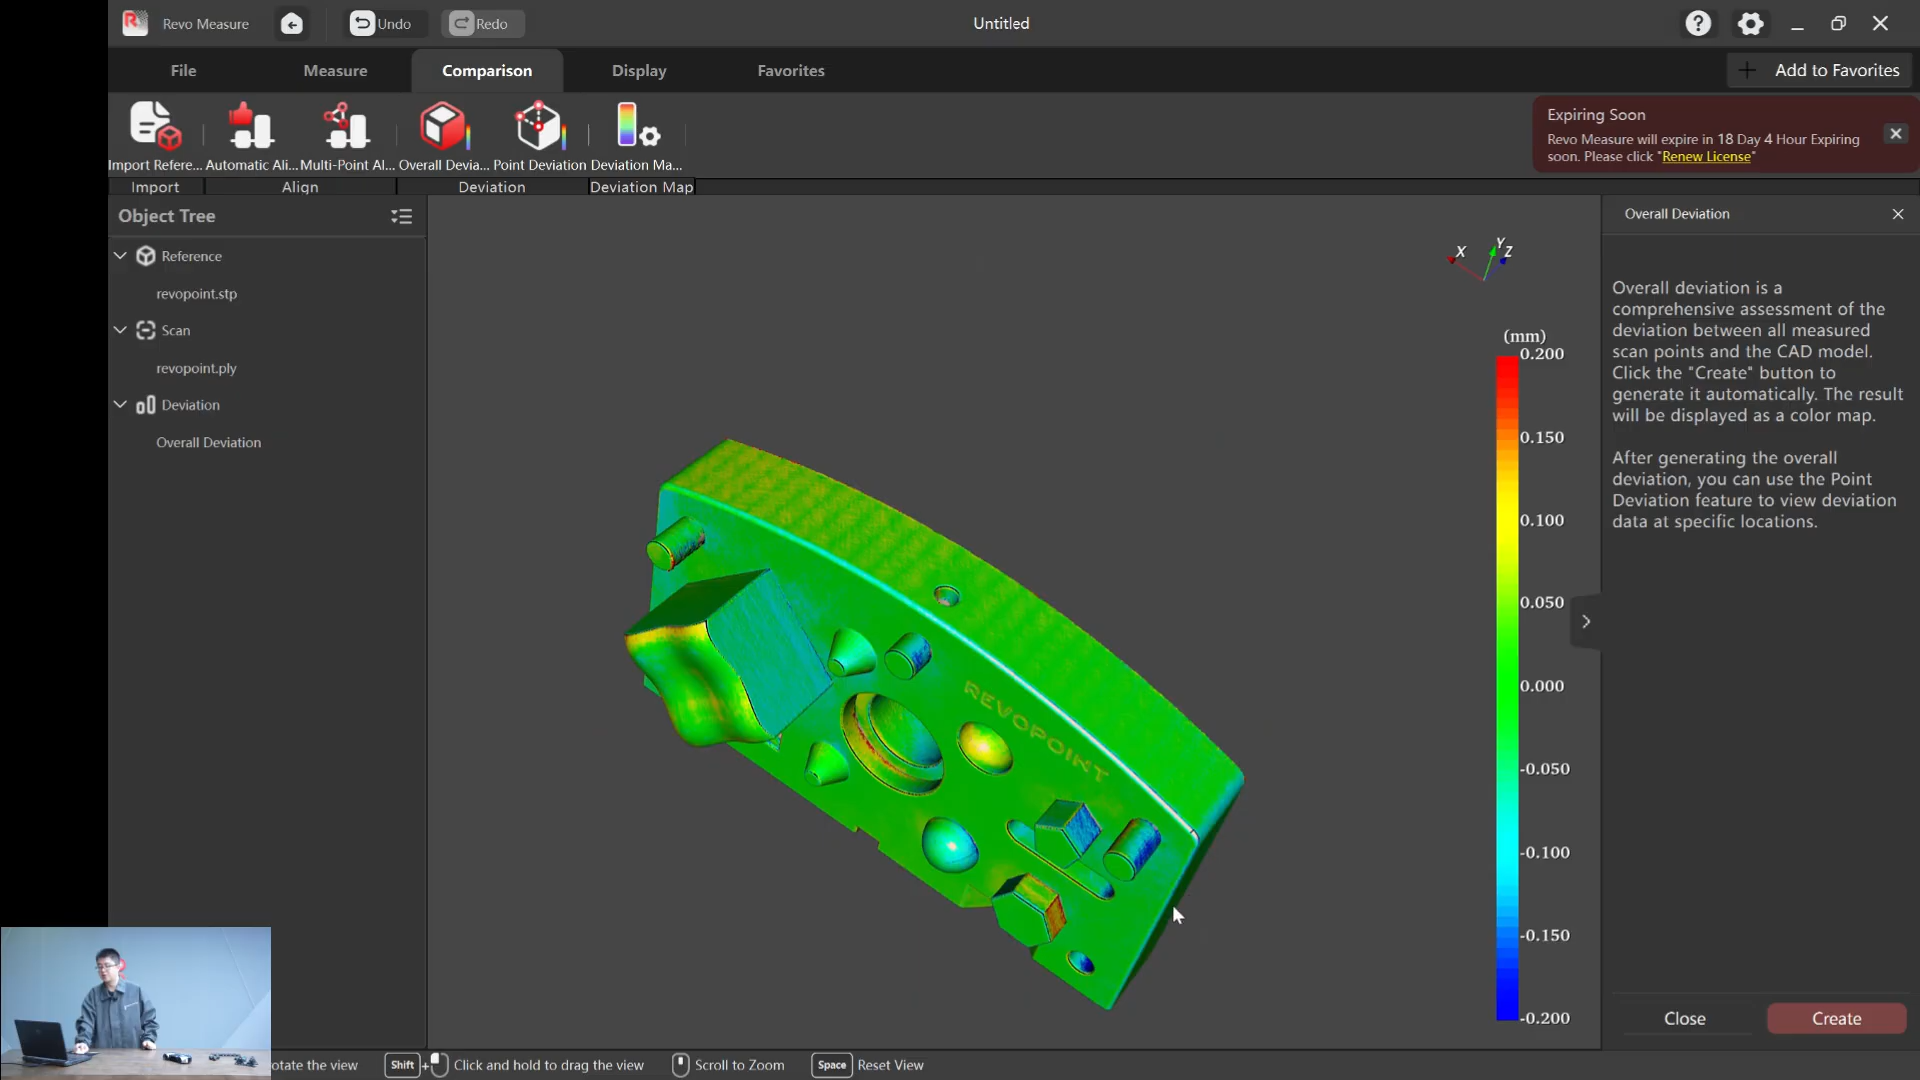 Revo Measure
Undo
Redo
Untitled
File
Measure
Comparison
Display
Favorites
Add to Favorites
Import Refere...
Automatic Ali...
Multi-Point Al...
Overall Devia...
Point Deviation
Deviation Ma...
Import
Align
Deviation
Deviation Map
Expiring Soon
Revo Measure will expire in 18 Day 4 Hour Expiring
soon. Please click "Renew License"
Object Tree
Reference
revopoint.stp
Scan
revopoint.ply
Deviation
Overall Deviation
X
Y
Z
(mm)
0.200
0.150
0.100
0.050
0.000
-0.050
-0.100
-0.150
-0.200
REVOPOINT
Overall Deviation
Overall deviation is a
comprehensive assessment of the
deviation between all measured
scan points and the CAD model.
Click the "Create" button to
generate it automatically. The result
will be displayed as a color map.
After generating the overall
deviation, you can use the Point
Deviation feature to view deviation
data at specific locations.
Close
Create
otate the view
Shift + Click and hold to drag the view
Scroll to Zoom
Space Reset View